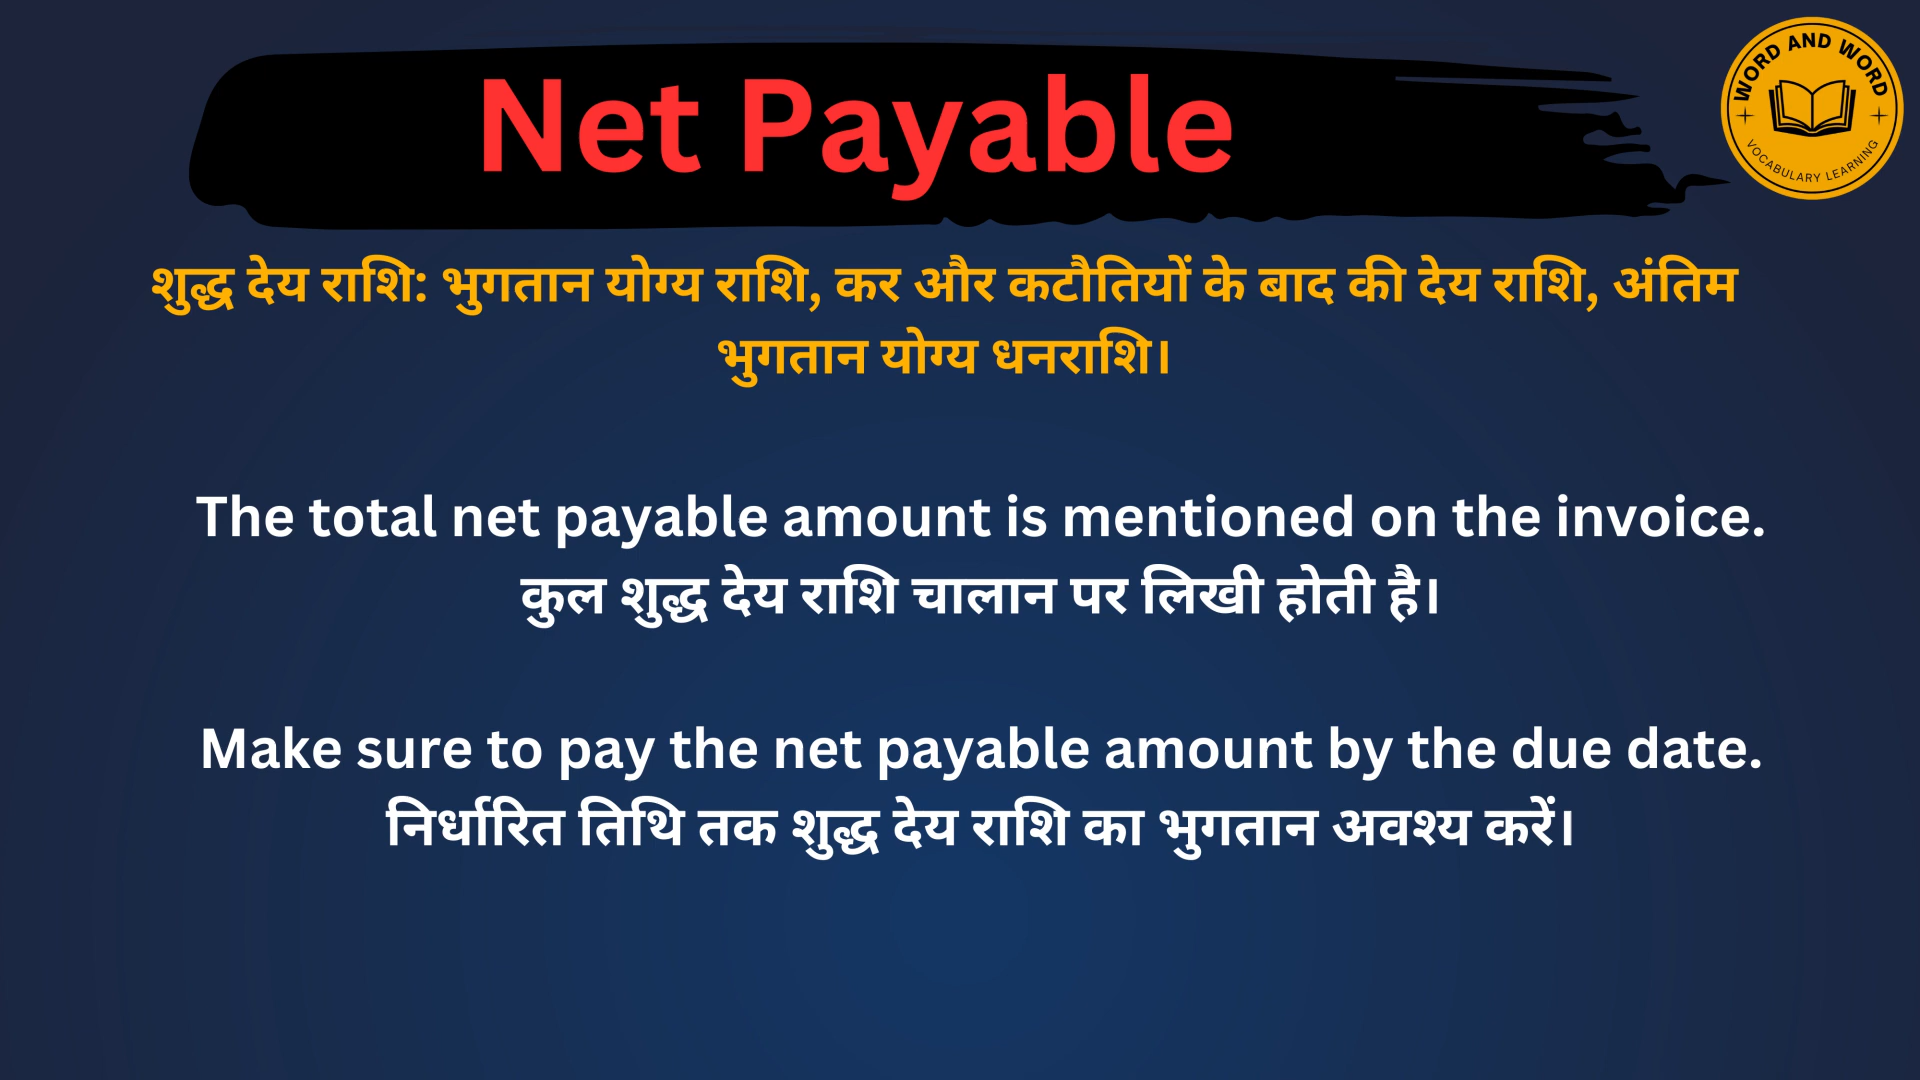 Net Payable
WORD AND WORD
VOCABULARY LEARNING
शुद्ध देय राशि: भुगतान योग्य राशि, कर और कटौतियों के बाद की देय राशि, अंतिम
भुगतान योग्य धनराशि।
The total net payable amount is mentioned on the invoice.
कुल शुद्ध देय राशि चालान पर लिखी होती है।
Make sure to pay the net payable amount by the due date.
निर्धारित तिथि तक शुद्ध देय राशि का भुगतान अवश्य करें।